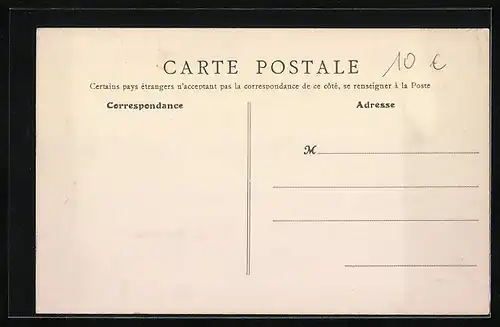 CARTE POSTALE
10 €
Certains pays étrangers n'acceptant pas la correspondance de ce côté, se renseigner à la Poste
Correspondance
Adresse
M